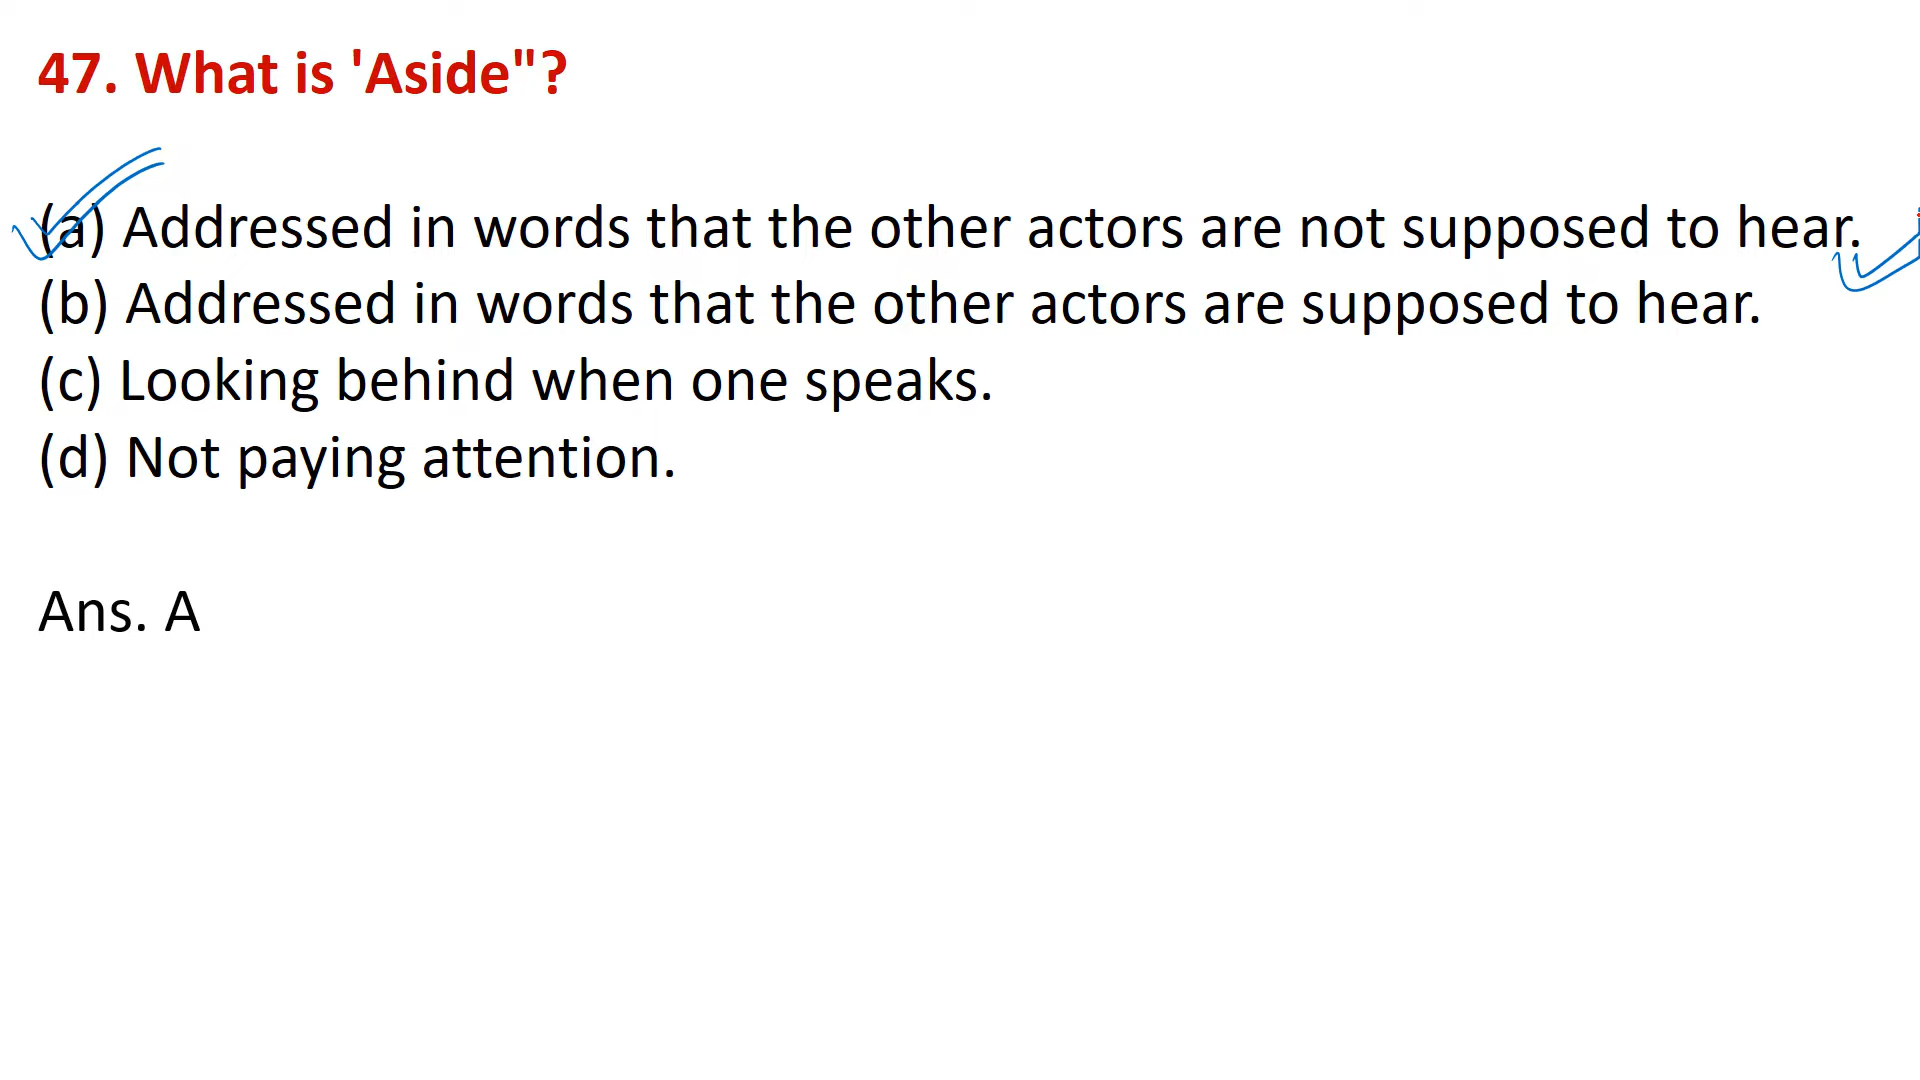 47. What is 'Aside"?
(a) Addressed in words that the other actors are not supposed to hear.
(b) Addressed in words that the other actors are supposed to hear.
(c) Looking behind when one speaks.
(d) Not paying attention.
Ans. A